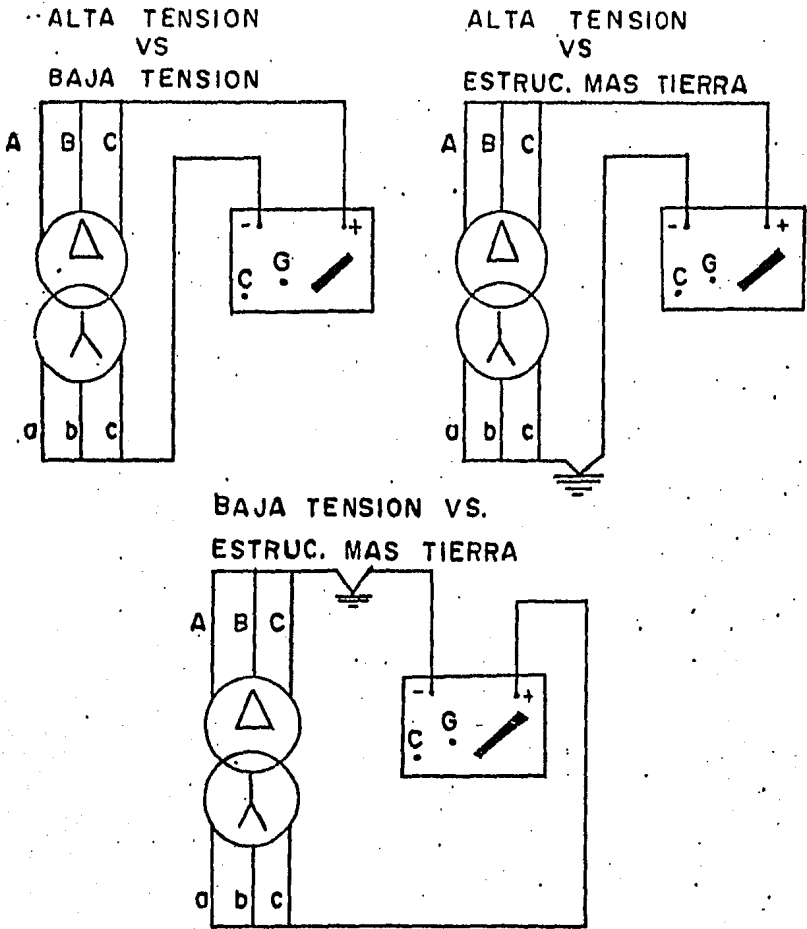 ALTA TENSION
VS
BAJA TENSION
A B C
- +
C G
a b c
ALTA TENSION
VS
ESTRUC. MAS TIERRA
A B C
- +
C G
a b c
BAJA TENSION VS.
ESTRUC. MAS TIERRA
A B C
- +
C G
a b c